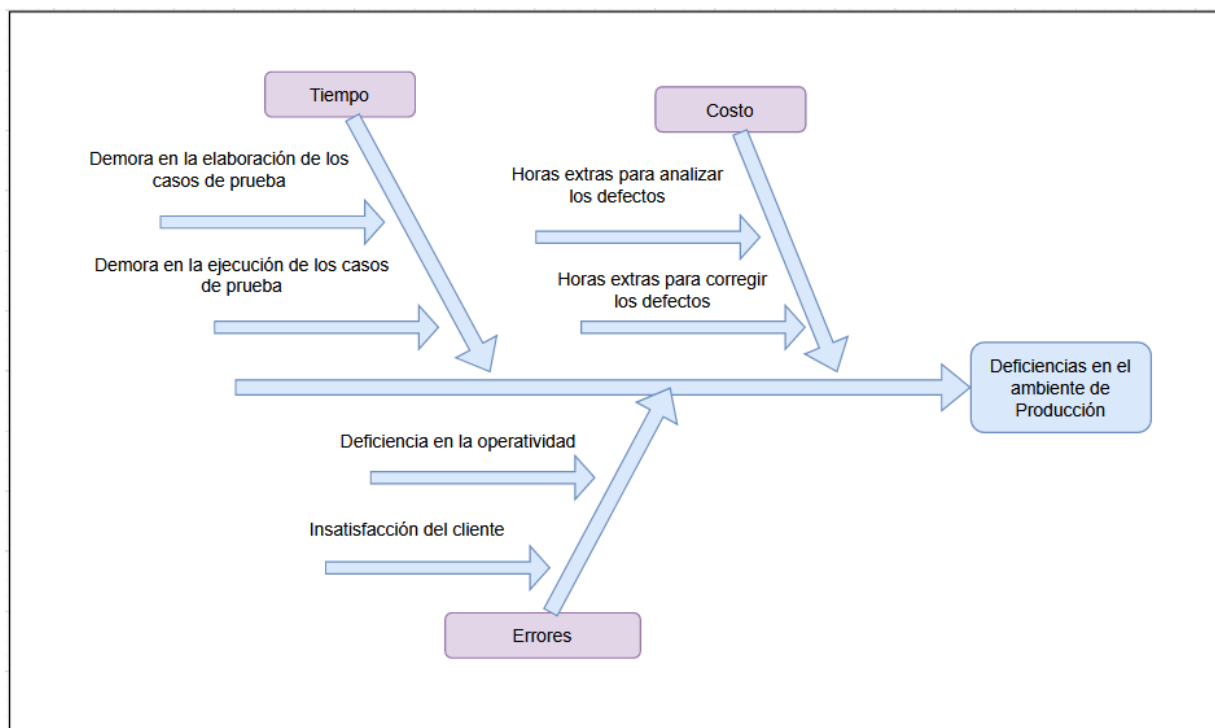 Tiempo
Costo
Demora en la elaboración de los
casos de prueba
Horas extras para analizar
los defectos
Demora en la ejecución de los casos
de prueba
Horas extras para corregir
los defectos
Deficiencias en el
ambiente de
Producción
Deficiencia en la operatividad
Insatisfacción del cliente
Errores